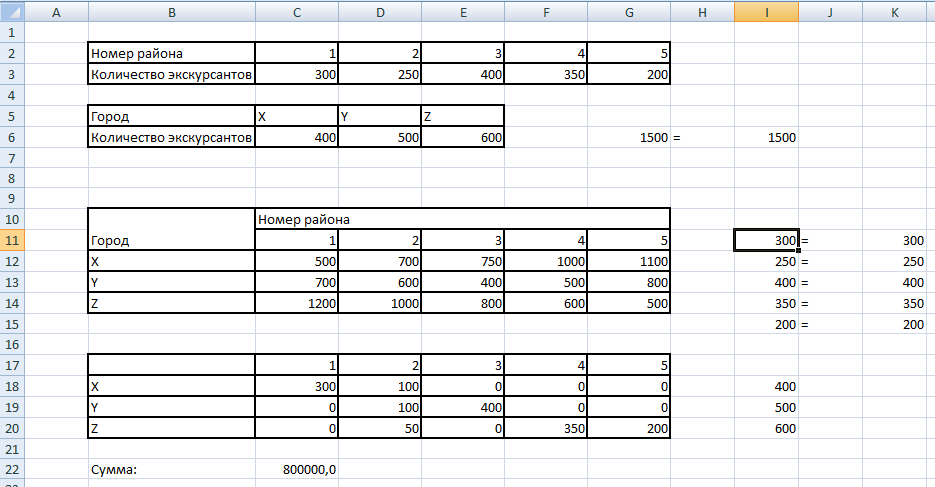 A B C D E F G H I J K
1
2 Номер района 1 2 3 4 5
3 Количество экскурсантов 300 250 400 350 200
4
5 Город X Y Z
6 Количество экскурсантов 400 500 600 1500 = 1500
7
8
9
10 Номер района
11 Город 1 2 3 4 5 300 = 300
12 X 500 700 750 1000 1100 250 = 250
13 Y 700 600 400 500 800 400 = 400
14 Z 1200 1000 800 600 500 350 = 350
15 200 = 200
16
17 1 2 3 4 5
18 X 300 100 0 0 0 400
19 Y 0 100 400 0 0 500
20 Z 0 50 0 350 200 600
21
22 Сумма: 800000,0